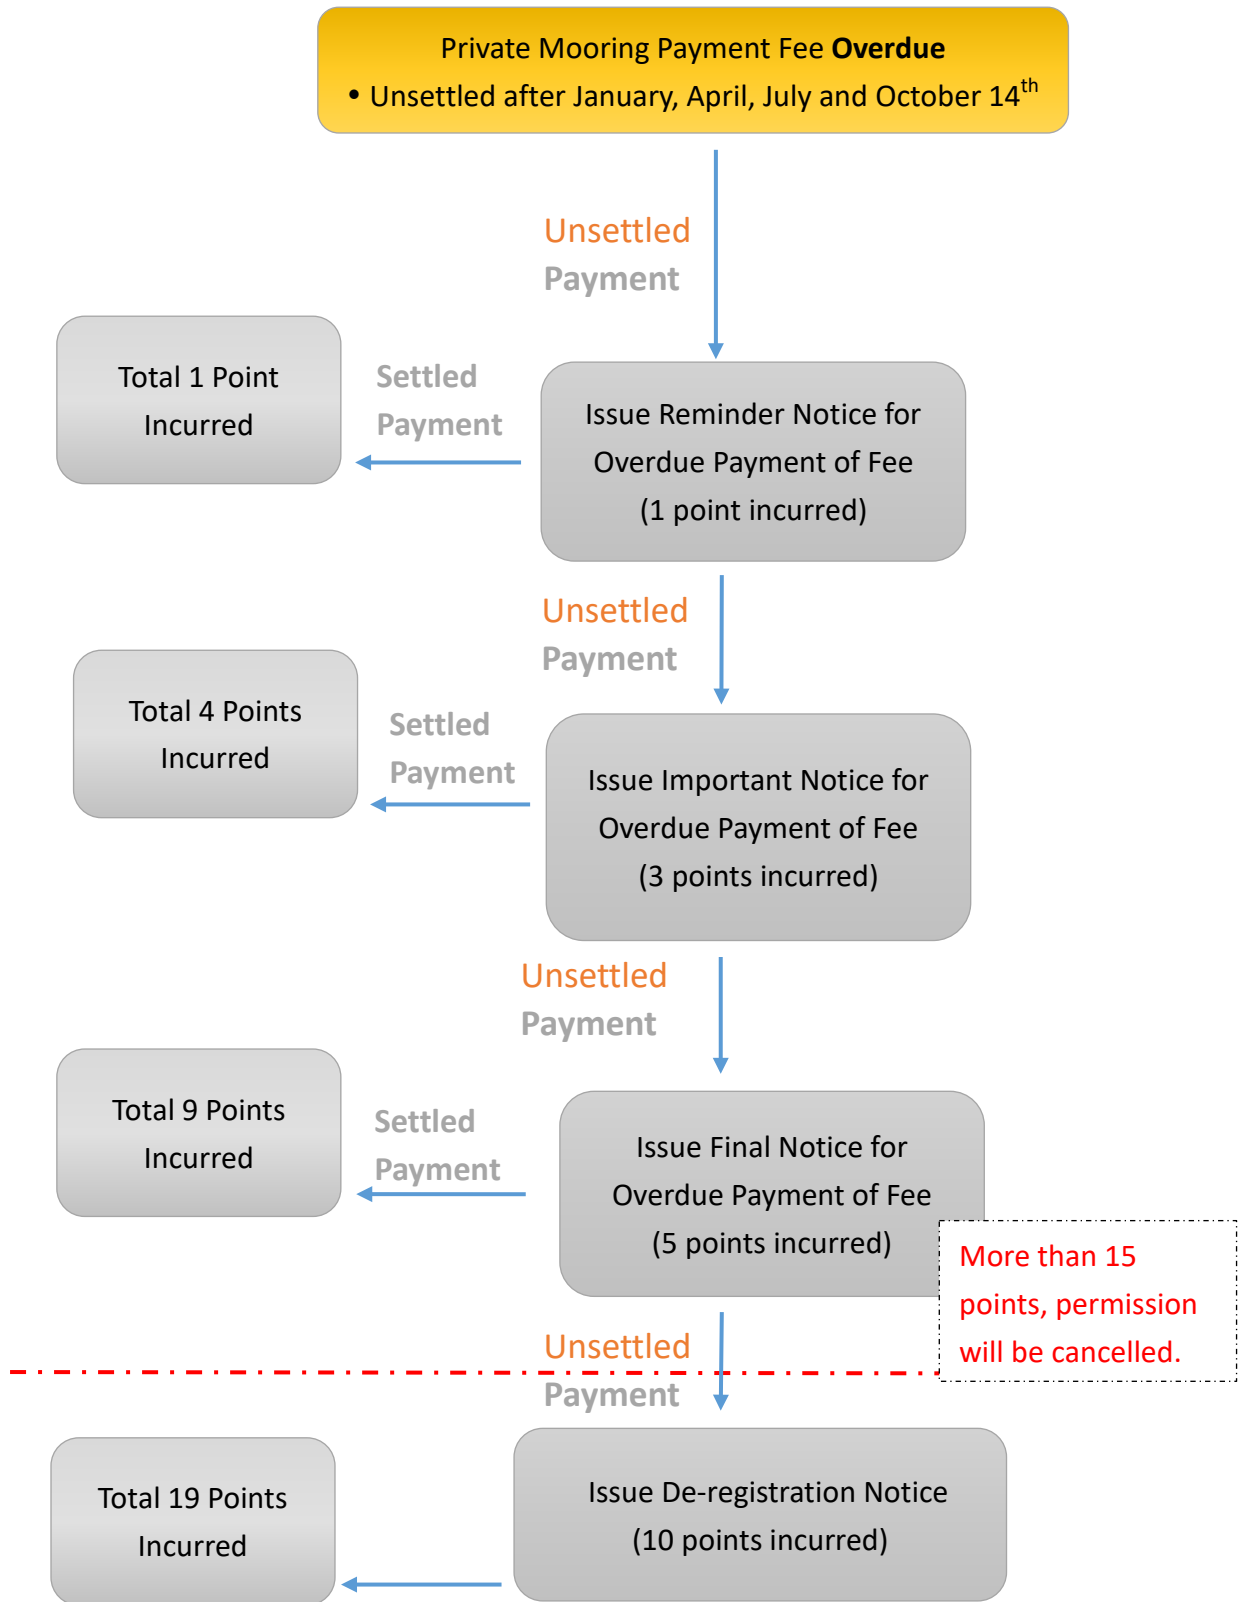 Private Mooring Payment Fee Overdue
• Unsettled after January, April, July and October 14th
Unsettled
Payment
Total 1 Point
Incurred
Settled
Payment
Issue Reminder Notice for
Overdue Payment of Fee
(1 point incurred)
Unsettled
Payment
Total 4 Points
Incurred
Settled
Payment
Issue Important Notice for
Overdue Payment of Fee
(3 points incurred)
Unsettled
Payment
Total 9 Points
Incurred
Settled
Payment
Issue Final Notice for
Overdue Payment of Fee
(5 points incurred)
More than 15
points, permission
will be cancelled.
Unsettled
Payment
Total 19 Points
Incurred
Issue De-registration Notice
(10 points incurred)